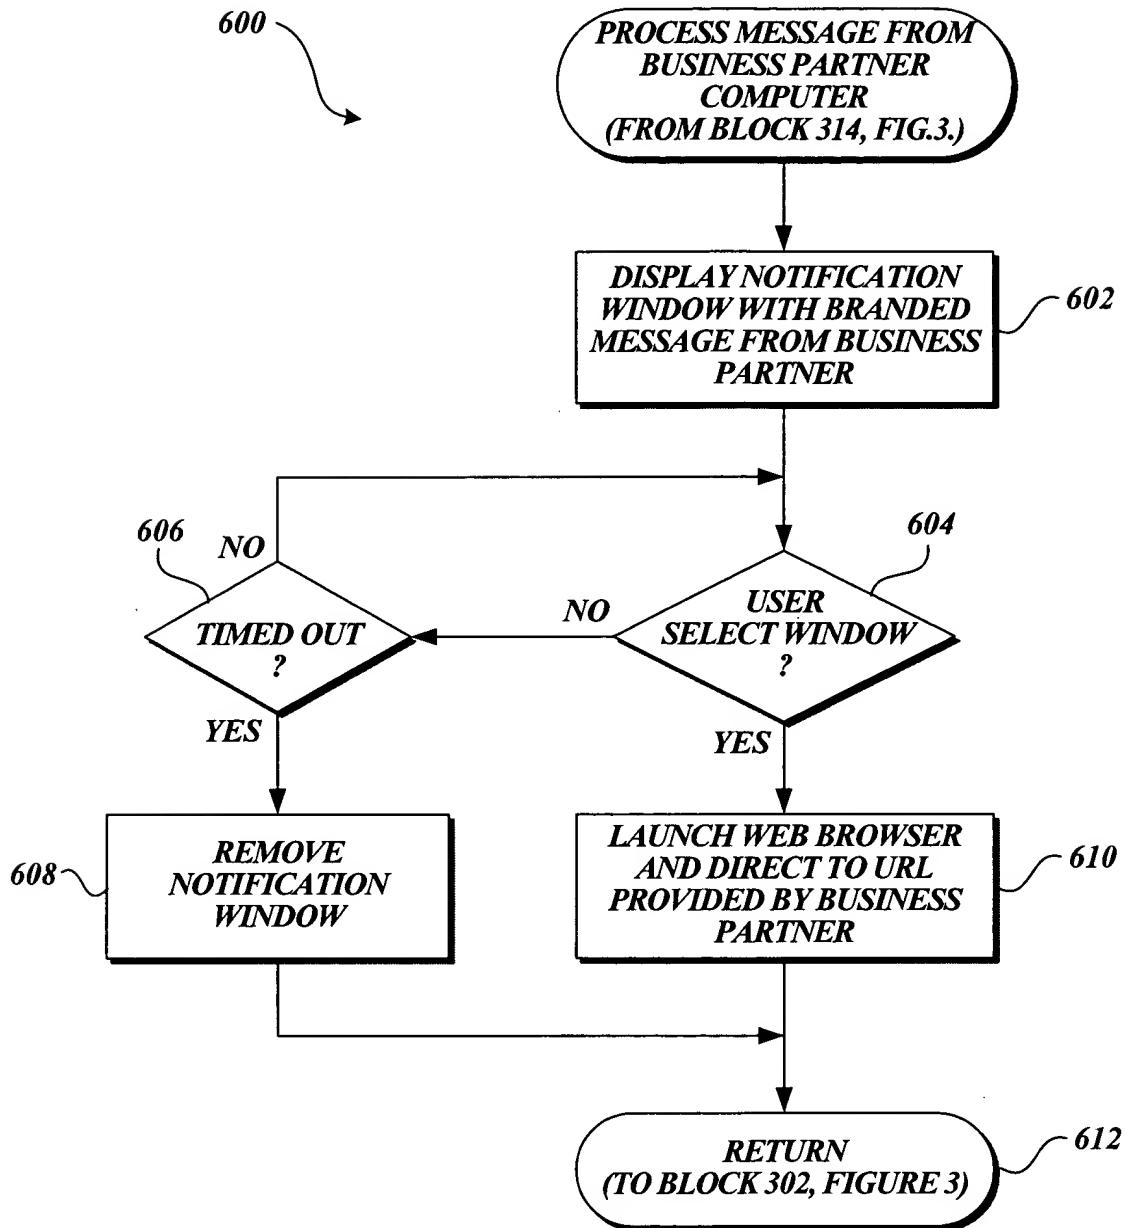 600
PROCESS MESSAGE FROM
BUSINESS PARTNER
COMPUTER
(FROM BLOCK 314, FIG.3.)
DISPLAY NOTIFICATION
WINDOW WITH BRANDED
MESSAGE FROM BUSINESS
PARTNER
602
606
NO
604
TIMED OUT
?
NO
USER
SELECT WINDOW
?
YES
YES
608
REMOVE
NOTIFICATION
WINDOW
LAUNCH WEB BROWSER
AND DIRECT TO URL
PROVIDED BY BUSINESS
PARTNER
610
RETURN
(TO BLOCK 302, FIGURE 3)
612